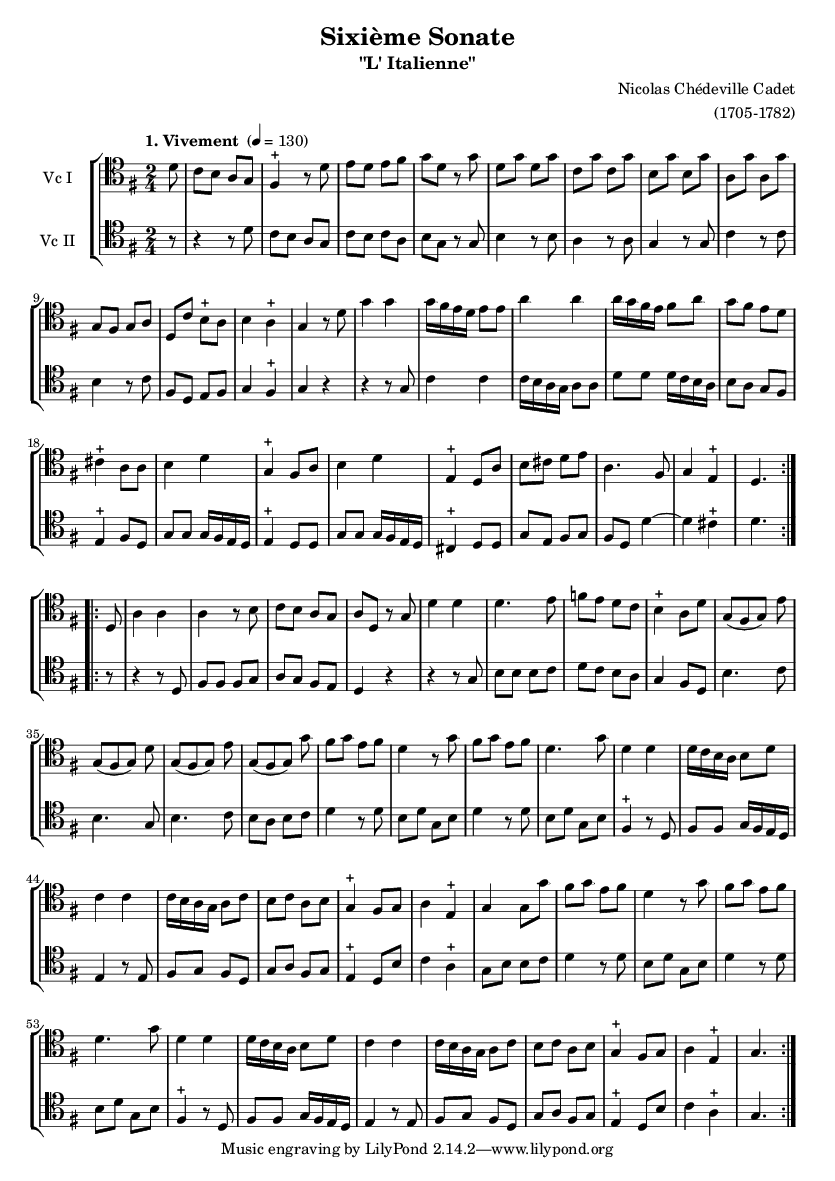 Sixième Sonate
"L' Italienne"
Nicolas Chédeville Cadet
(1705-1782)
1. Vivement (♩ = 130)
Vc I
Vc II
9
18
35
44
53
Music engraving by LilyPond 2.14.2—www.lilypond.org